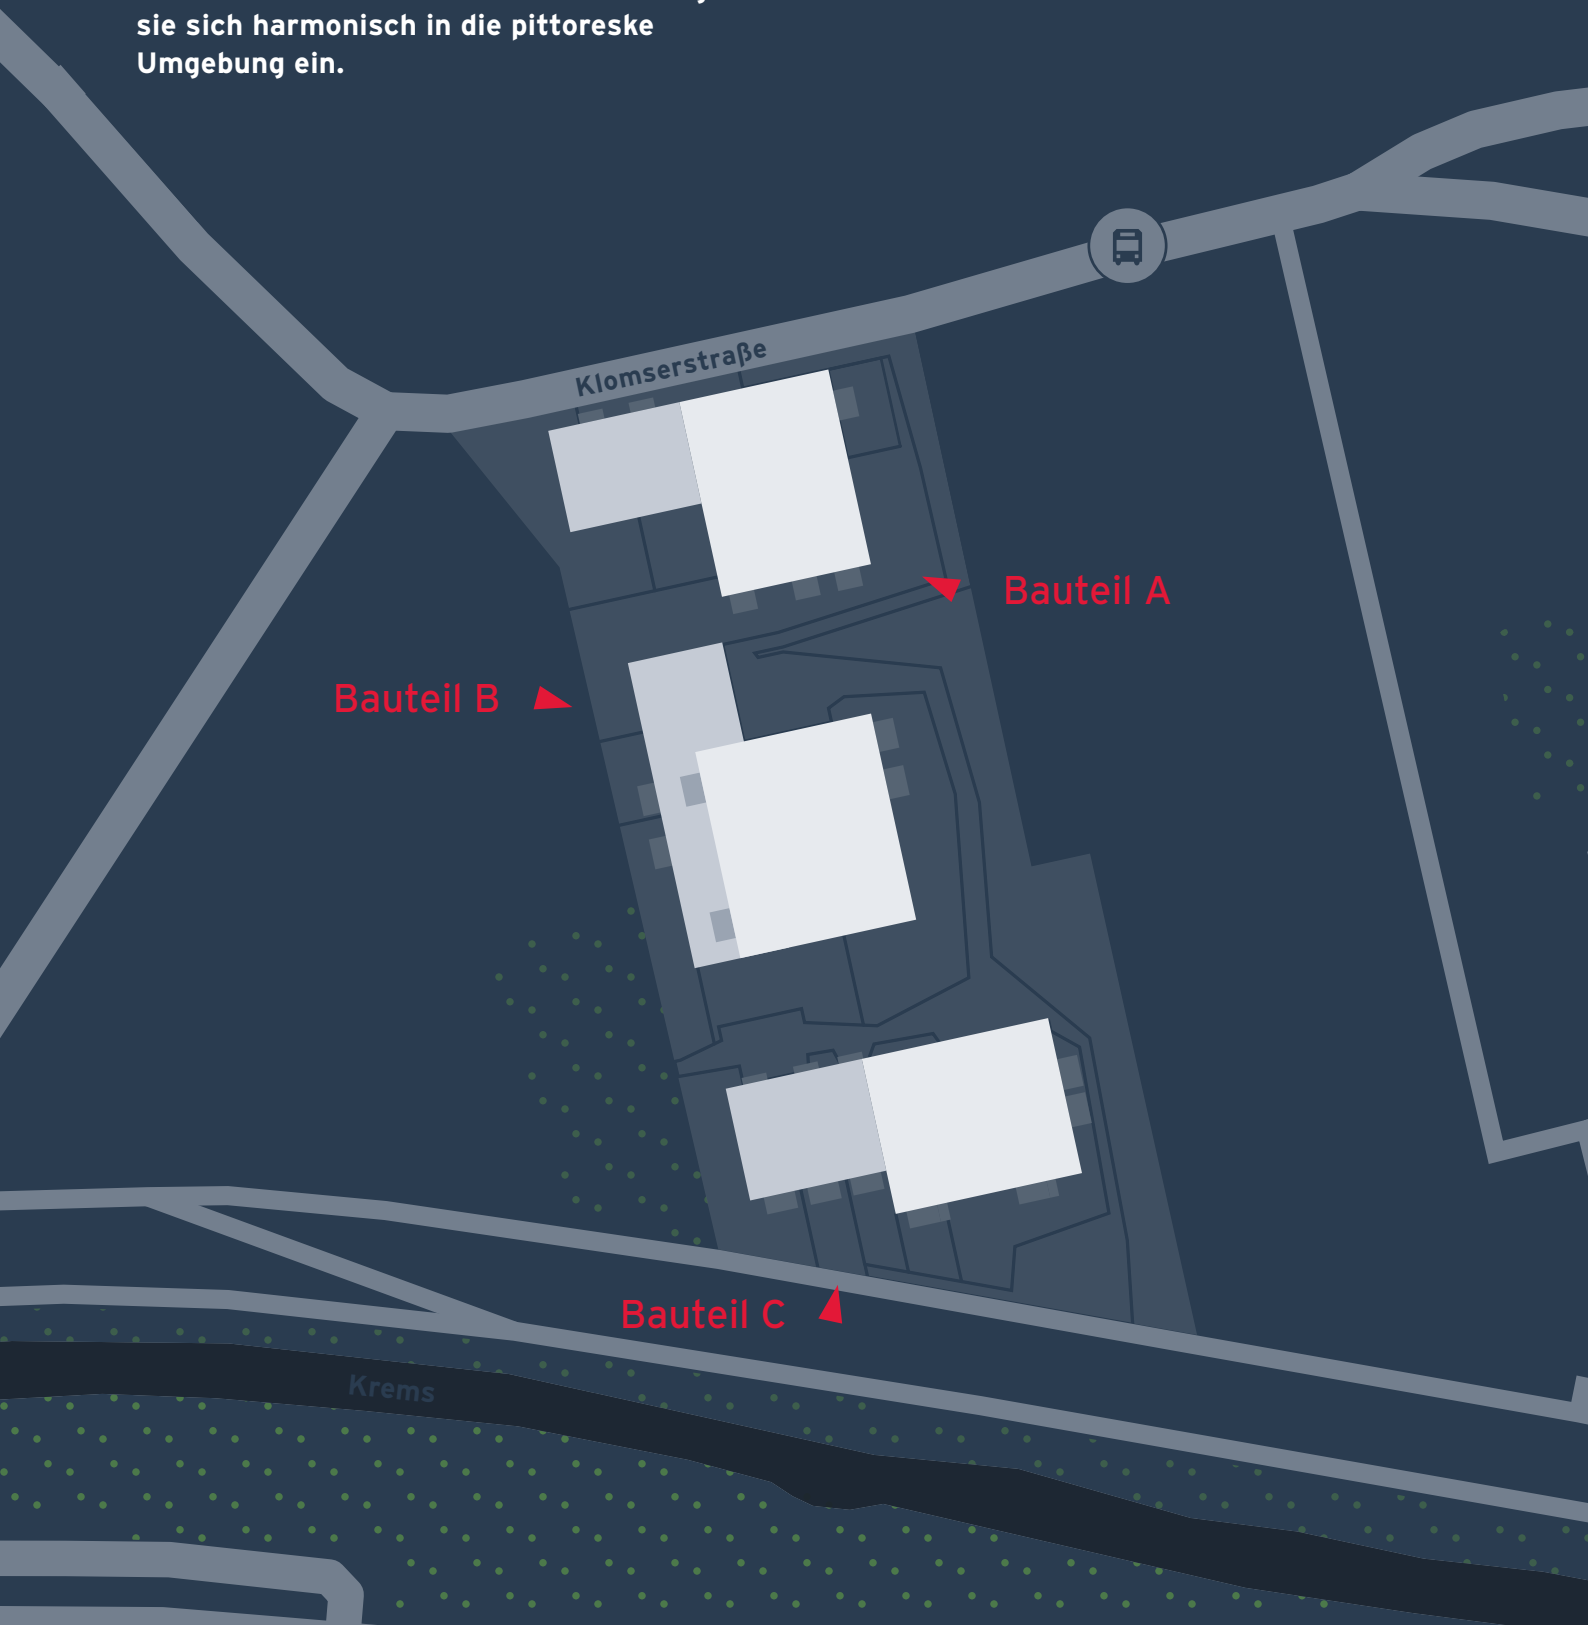 sie sich harmonisch in die pittoreske
Umgebung ein.
Klomserstraße
Bauteil A
Bauteil B
Bauteil C
Krems